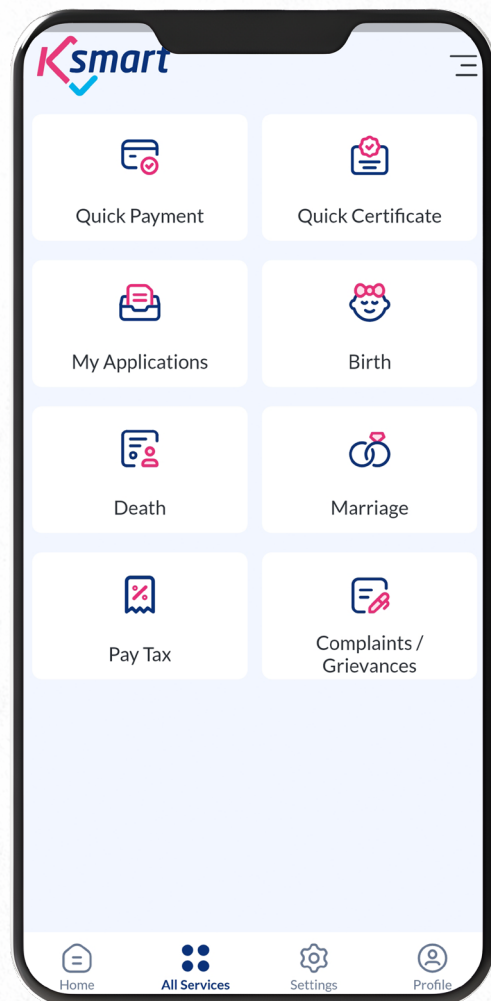 Ksmart
Quick Payment
Quick Certificate
My Applications
Birth
Death
Marriage
Pay Tax
Complaints /
Grievances
Home
All Services
Settings
Profile